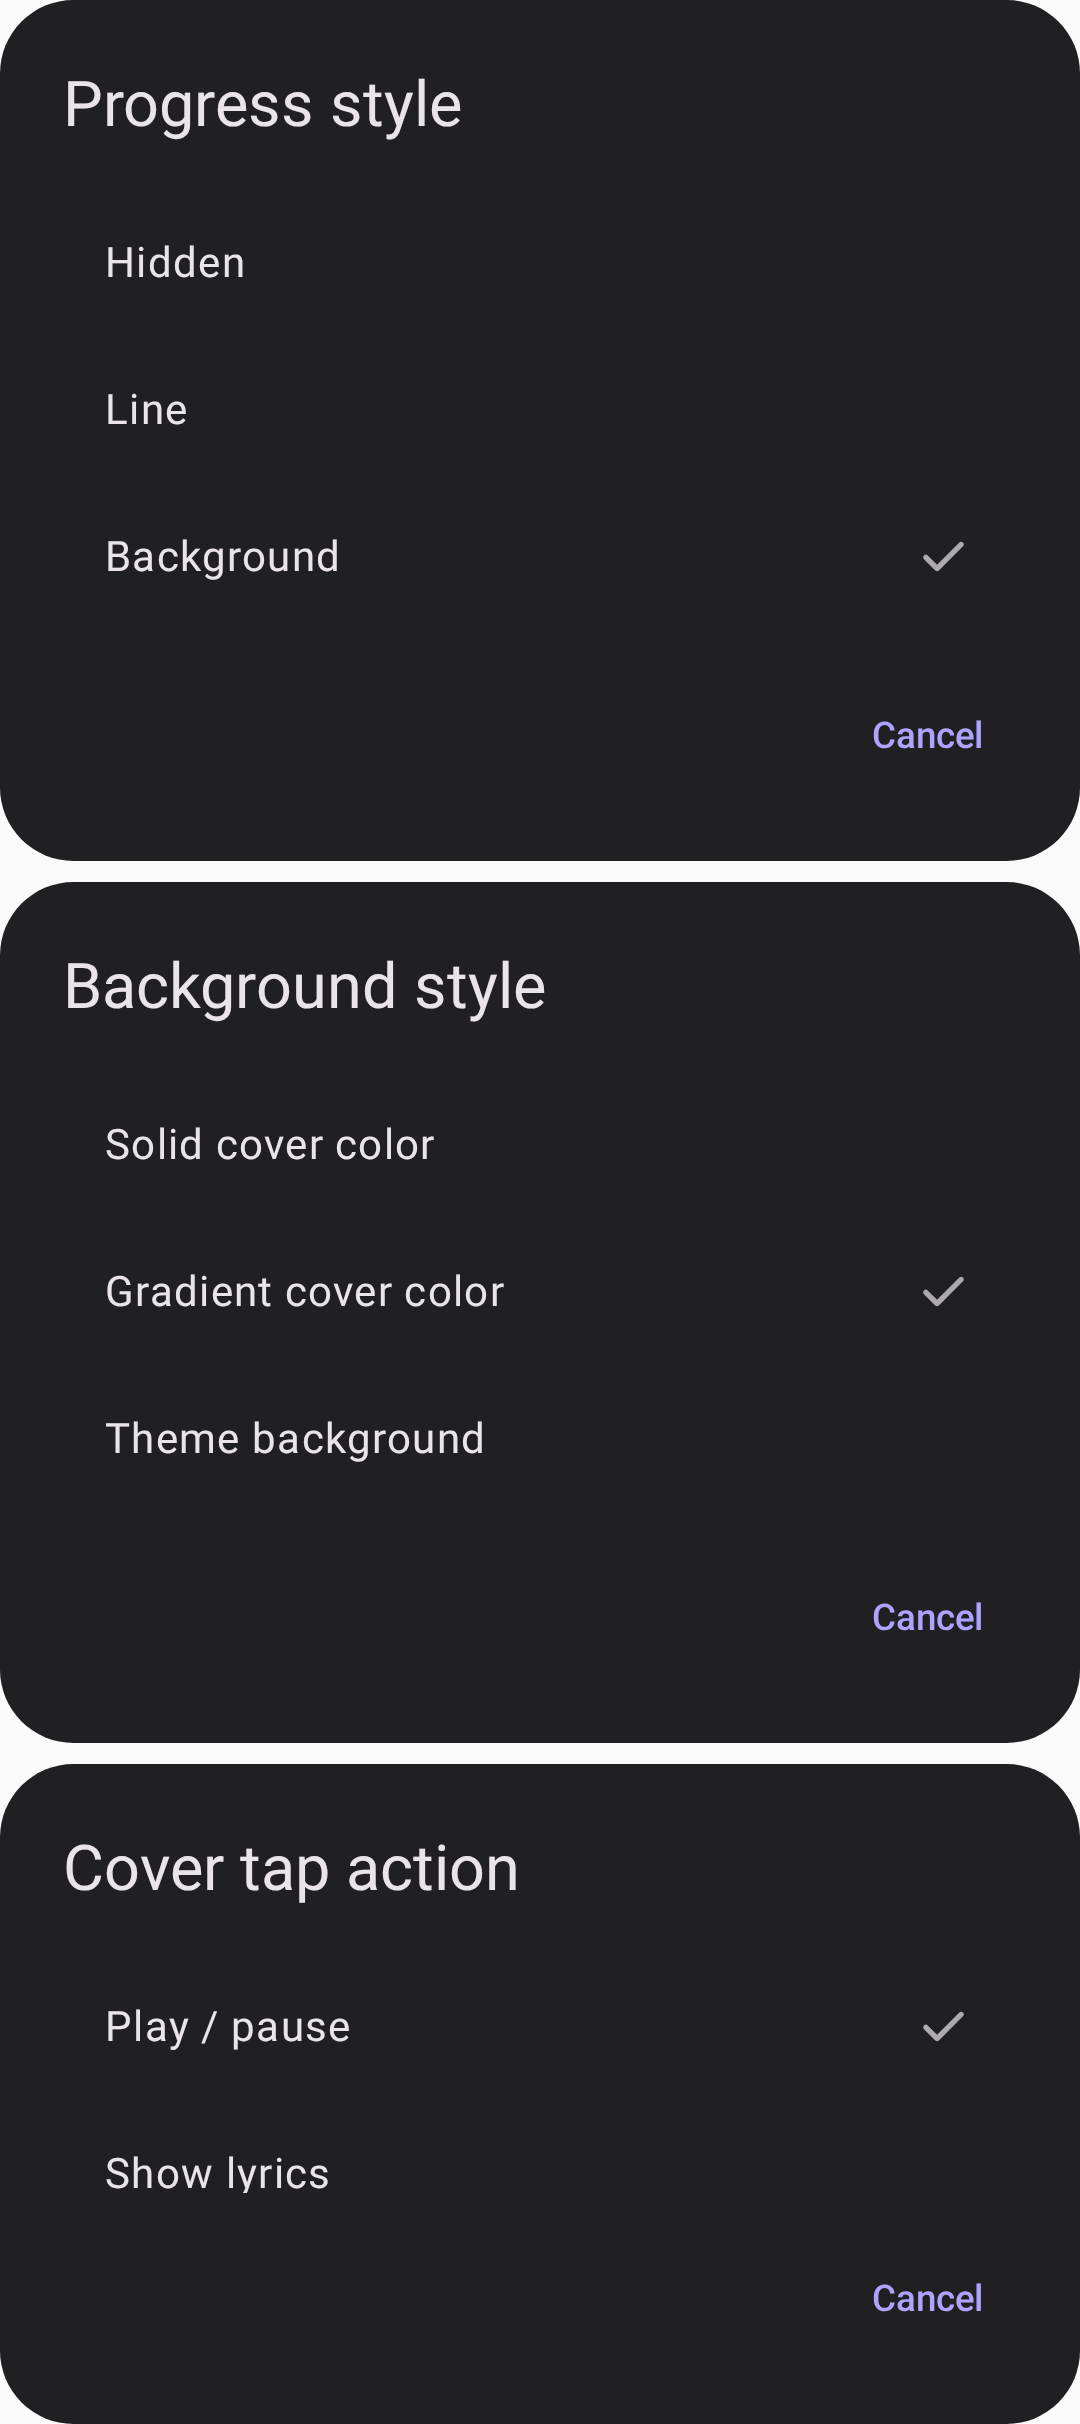 Progress style
Hidden
Line
Background
Cancel
Background style
Solid cover color
Gradient cover color
Theme background
Cancel
Cover tap action
Play / pause
Show lyrics
Cancel